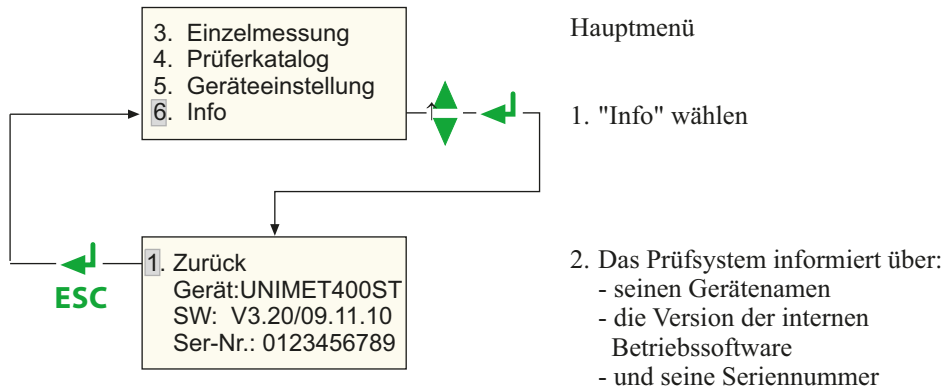 3. Einzelmessung
4. Prüferkatalog
5. Geräteeinstellung
6. Info
Hauptmenü
1. "Info" wählen
1. Zurück
Gerät:UNIMET400ST
SW: V3.20/09.11.10
Ser-Nr.: 0123456789
ESC
2. Das Prüfsystem informiert über:
- seinen Gerätenamen
- die Version der internen
Betriebssoftware
- und seine Seriennummer